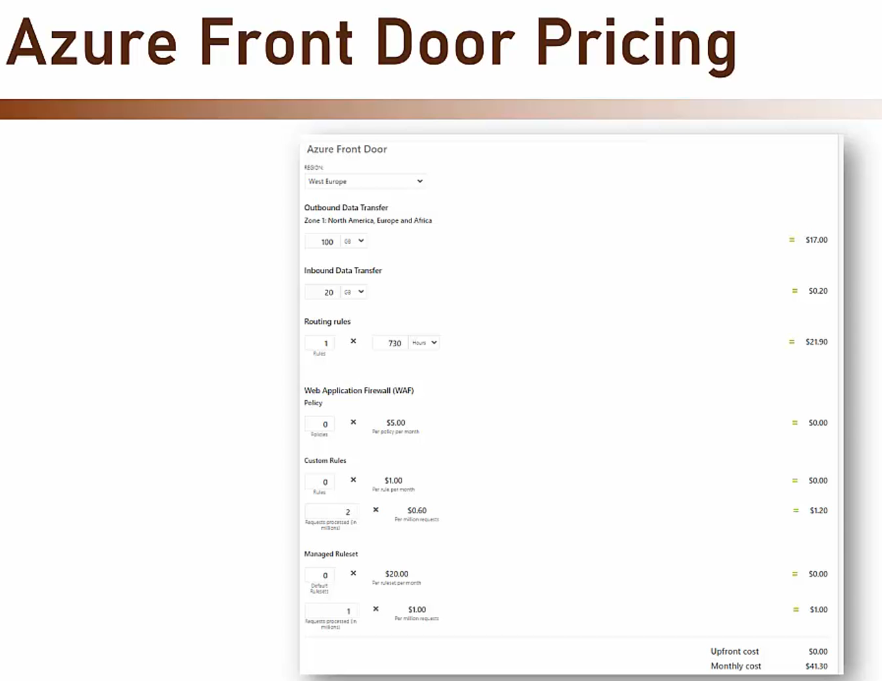 Azure Front Door Pricing
Azure Front Door
REGION:
West Europe
Outbound Data Transfer
Zone 1: North America, Europe and Africa
100 GB = $17.00
Inbound Data Transfer
20 GB = $0.20
Routing rules
1 × 730 Hours = $21.90
Rules
Web Application Firewall (WAF)
Policy
0 × $5.00 = $0.00
Policies Per policy per month
Custom Rules
0 × $1.00 = $0.00
Rules Per rule per month
2 × $0.60 = $1.20
Requests processed (in Per million requests
millions)
Managed Ruleset
0 × $20.00 = $0.00
Default Per ruleset per month
Rulesets
1 × $1.00 = $1.00
Requests processed (in Per million requests
millions)
Upfront cost $0.00
Monthly cost $41.30